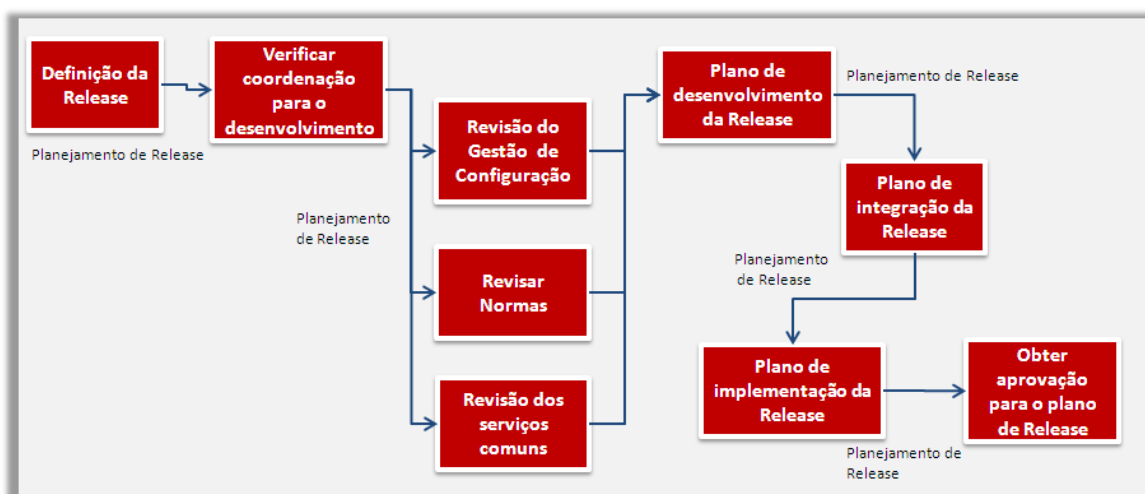 Definição da
Release
Planejamento de Release
Verificar
coordenação
para o
desenvolvimento
Planejamento
de Release
Revisão do
Gestão de
Configuração
Revisar
Normas
Revisão dos
serviços
comuns
Plano de
desenvolvimento
da Release
Planejamento de Release
Plano de
integração da
Release
Planejamento
de Release
Plano de
implementação da
Release
Planejamento de
Release
Obter
aprovação
para o plano
de Release